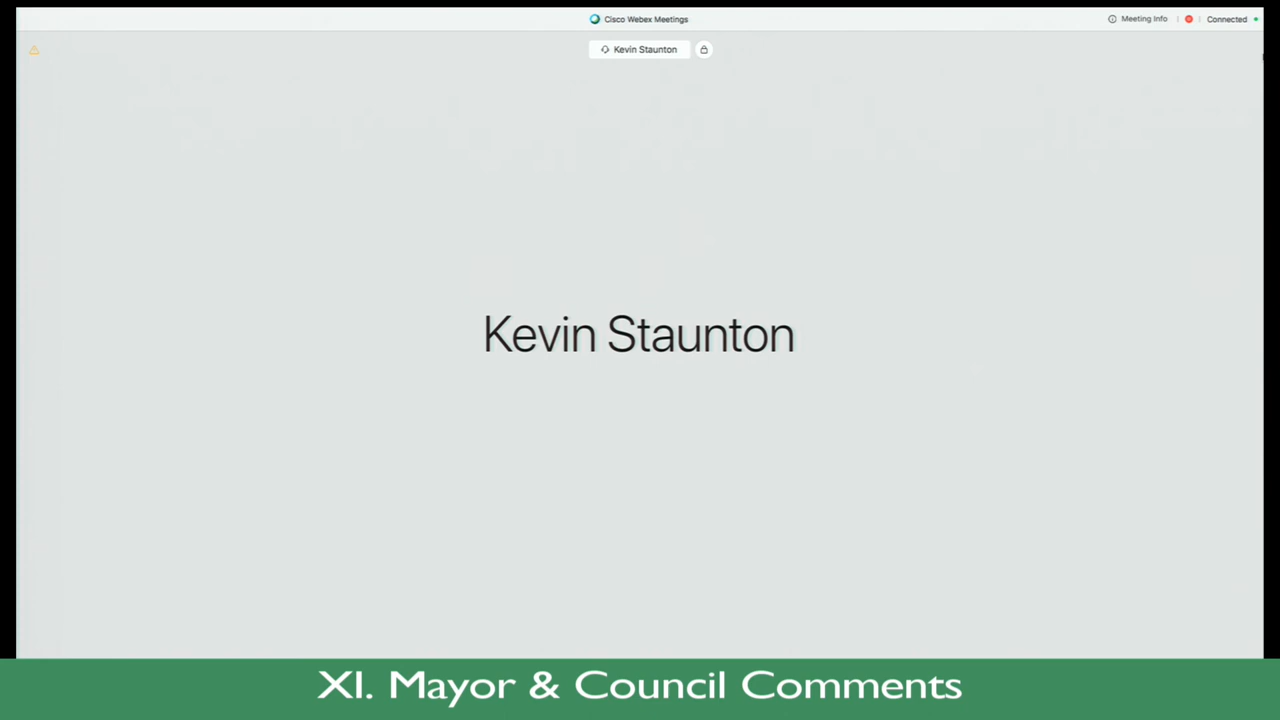 Cisco Webex Meetings
Meeting Info
Connected
Kevin Staunton
Kevin Staunton
XI. Mayor & Council Comments